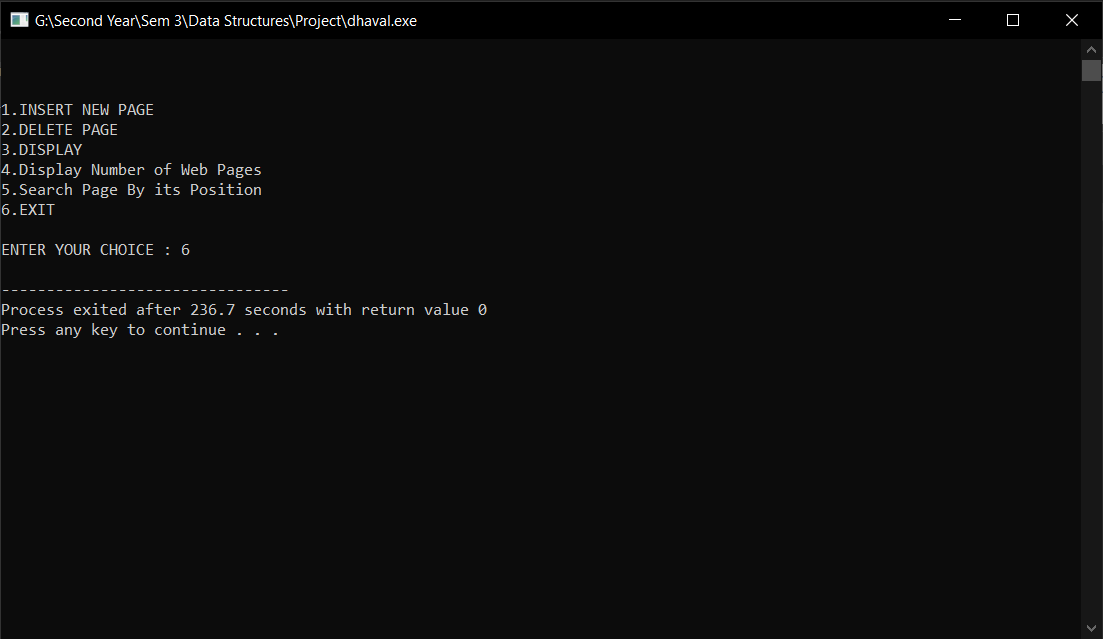 G:\Second Year\Sem 3\Data Structures\Project\dhaval.exe
1.INSERT NEW PAGE
2.DELETE PAGE
3.DISPLAY
4.Display Number of Web Pages
5.Search Page By its Position
6.EXIT
ENTER YOUR CHOICE : 6
--------------------------------
Process exited after 236.7 seconds with return value 0
Press any key to continue . . .